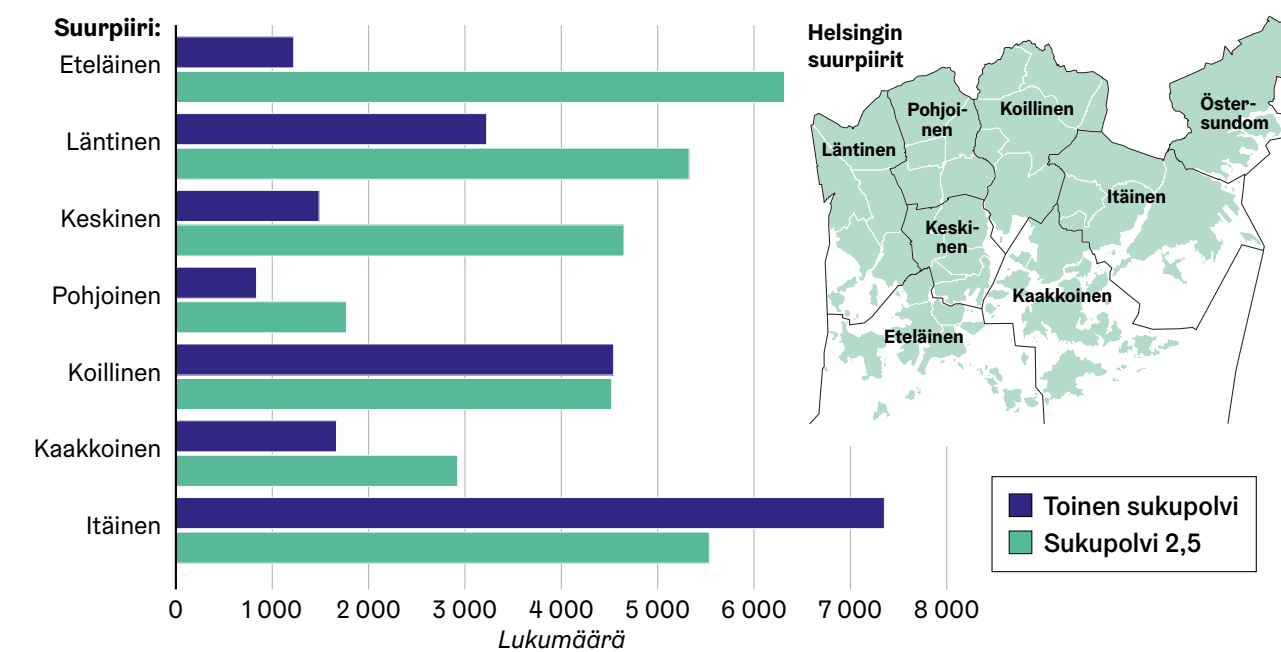 Suurpiiri:
Eteläinen
Läntinen
Keskinen
Pohjoinen
Koillinen
Kaakkoinen
Itäinen
0 1 000 2 000 3 000 4 000 5 000 6 000 7 000 8 000
Lukumäärä
Helsingin
suurpiirit
Läntinen
Pohjoi-
nen
Koillinen
Öster-
sundom
Itäinen
Keski-
nen
Kaakkoinen
Eteläinen
Toinen sukupolvi
Sukupolvi 2,5